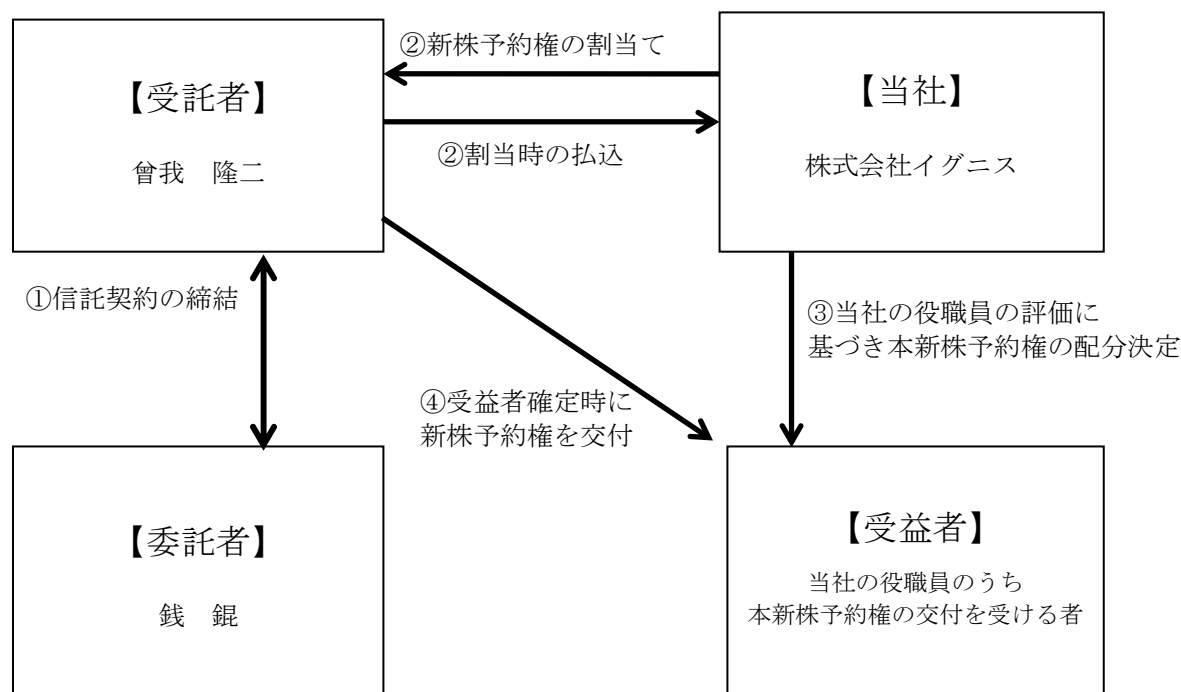 ②新株予約権の割当て
【受託者】
曾我　隆二
【当社】
株式会社イグニス
②割当時の払込
①信託契約の締結
③当社の役職員の評価に
基づき本新株予約権の配分決定
④受益者確定時に
新株予約権を交付
【委託者】
銭　錕
【受益者】
当社の役職員のうち
本新株予約権の交付を受ける者